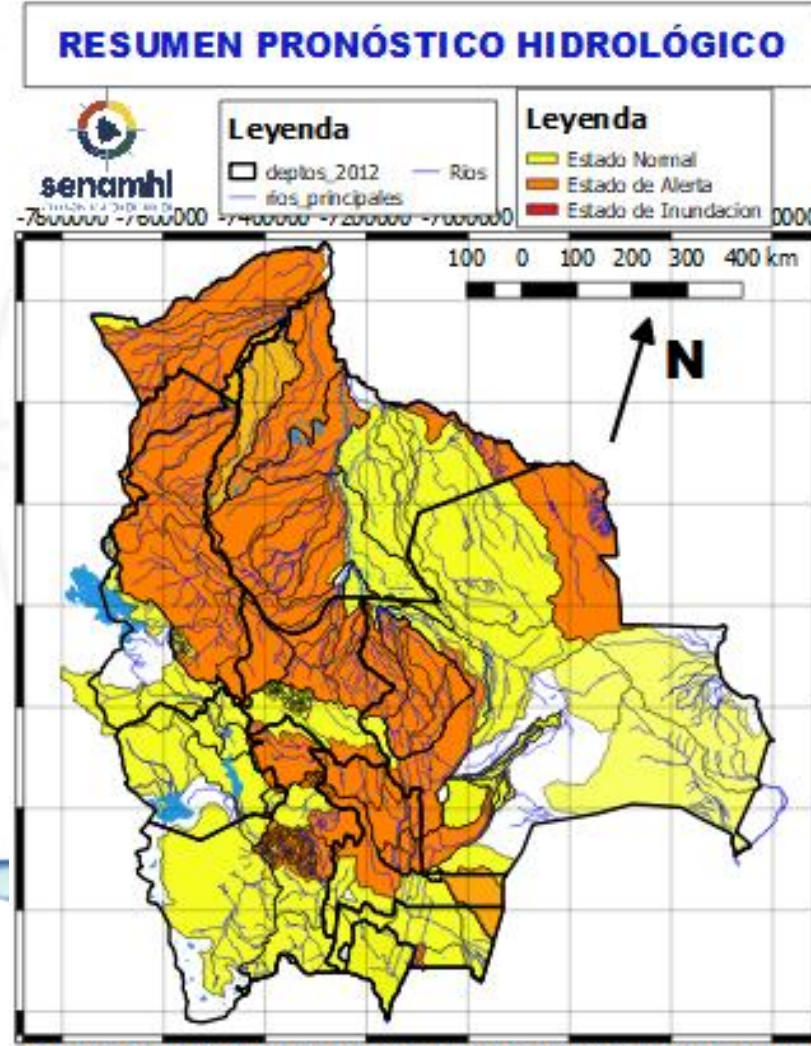 RESUMEN PRONÓSTICO HIDROLÓGICO
senamhi
Leyenda
deptos_2012
Rios
rios_principales
Leyenda
Estado Normal
Estado de Alerta
Estado de Inundacion
-7600000 -7400000 -7200000 -7000000
100 0 100 200 300 400 km
N